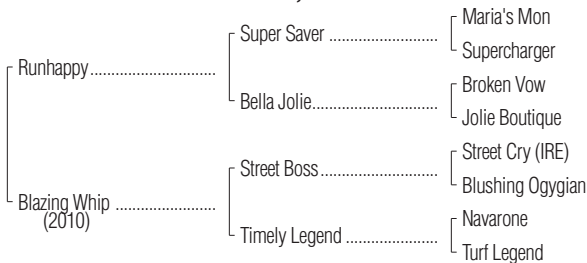 Maria's Mon
Super Saver ..............................
Supercharger
Runhappy...................................
Broken Vow
Bella Jolie...................................
Jolie Boutique
Street Cry (IRE)
Street Boss.................................
Blushing Ogygian
Blazing Whip ............................
(2010)
Navarone
Timely Legend ..........................
Turf Legend